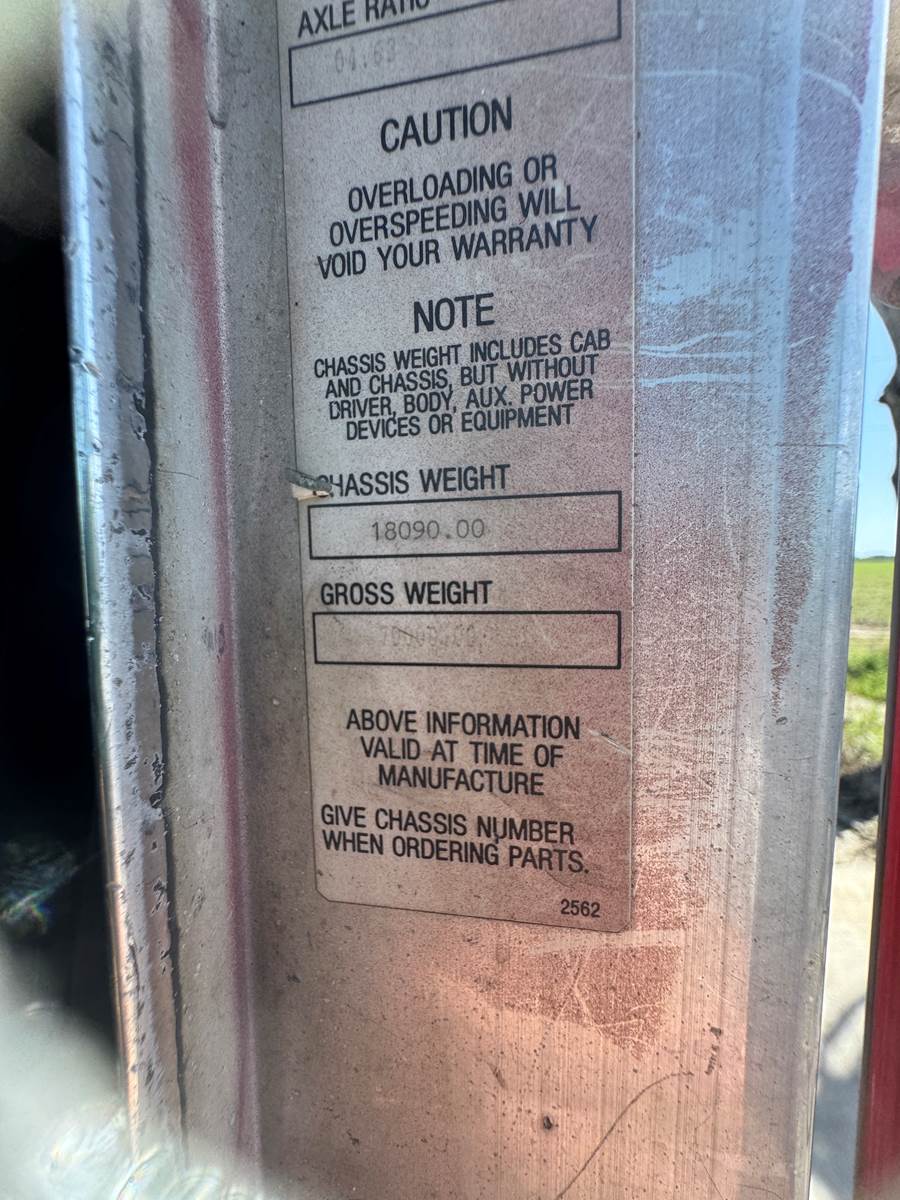 AXLE RATIO
04.63
CAUTION
OVERLOADING OR
OVERSPEEDING WILL
VOID YOUR WARRANTY
NOTE
CHASSIS WEIGHT INCLUDES CAB
AND CHASSIS, BUT WITHOUT
DRIVER, BODY, AUX. POWER
DEVICES OR EQUIPMENT
CHASSIS WEIGHT
18090.00
GROSS WEIGHT
ABOVE INFORMATION
VALID AT TIME OF
MANUFACTURE
GIVE CHASSIS NUMBER
WHEN ORDERING PARTS.
2562